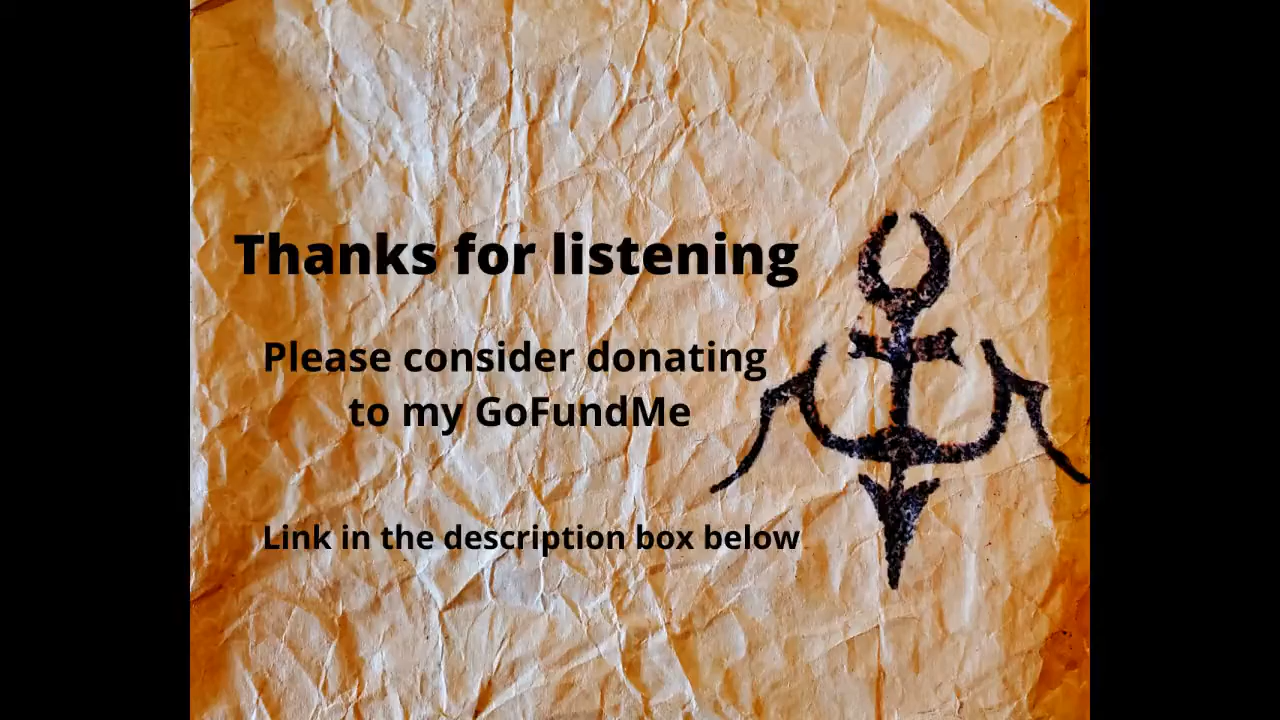 Thanks for listening
Please consider donating
to my GoFundMe
Link in the description box below